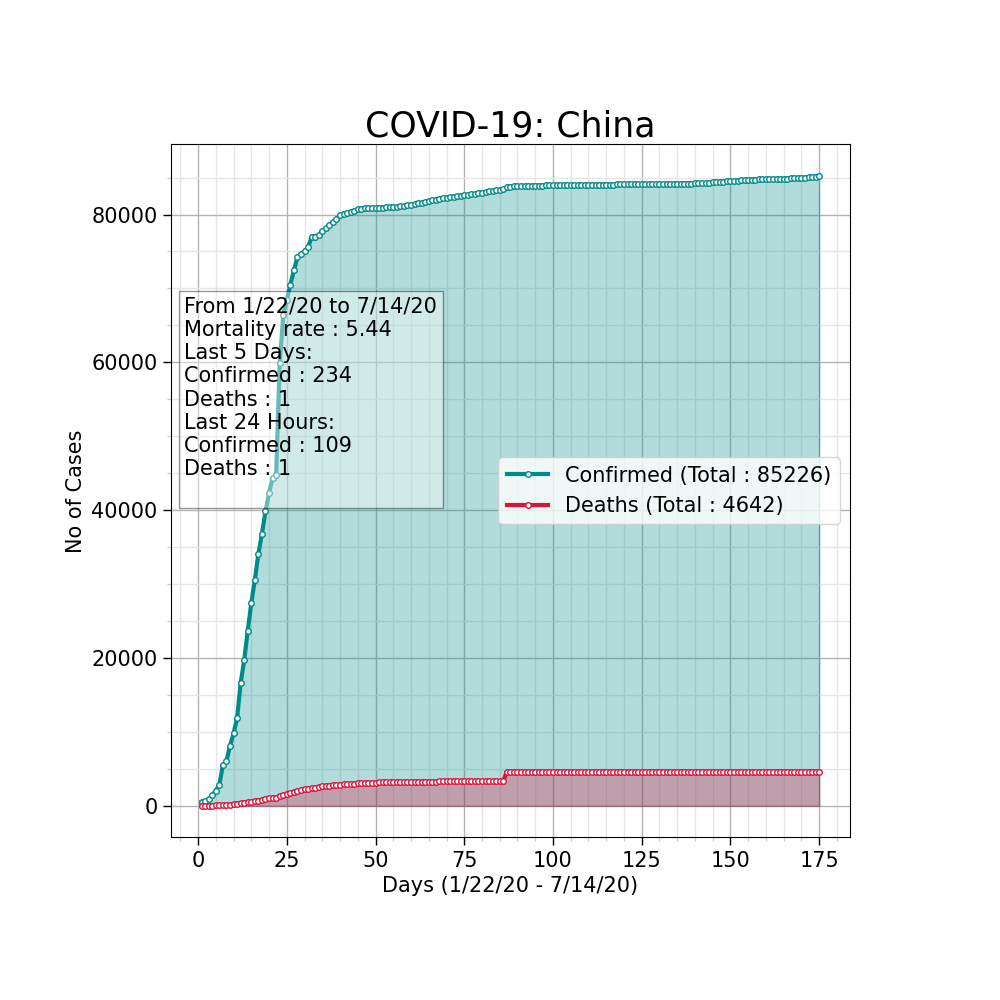 COVID-19: China
80000
60000
40000
20000
0
No of Cases
From 1/22/20 to 7/14/20
Mortality rate : 5.44
Last 5 Days:
Confirmed : 234
Deaths : 1
Last 24 Hours:
Confirmed : 109
Deaths : 1
Confirmed (Total : 85226)
Deaths (Total : 4642)
0 25 50 75 100 125 150 175
Days (1/22/20 - 7/14/20)